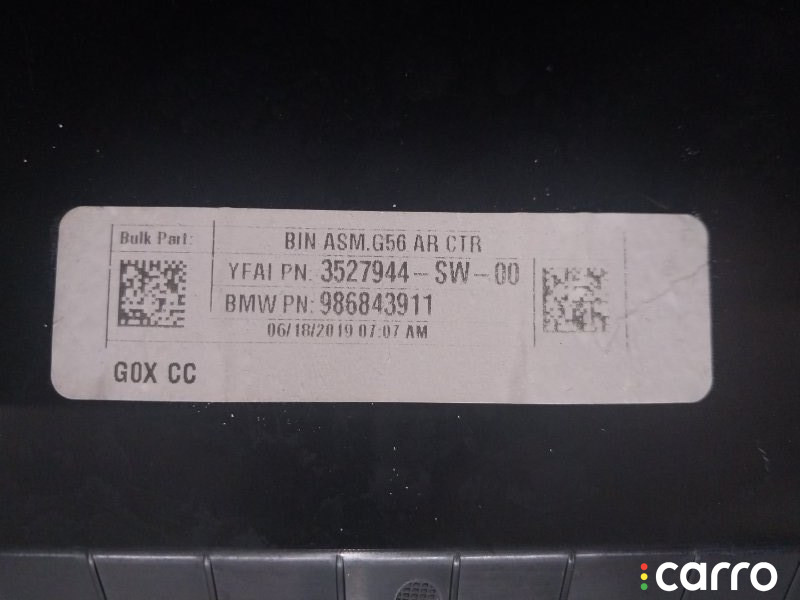 Bulk Part:
BIN ASM.G56 AR CTR
YFAI PN: 3527944-SW-00
BMW PN: 986843911
06/18/2019 07:07 AM
G0X CC
carro